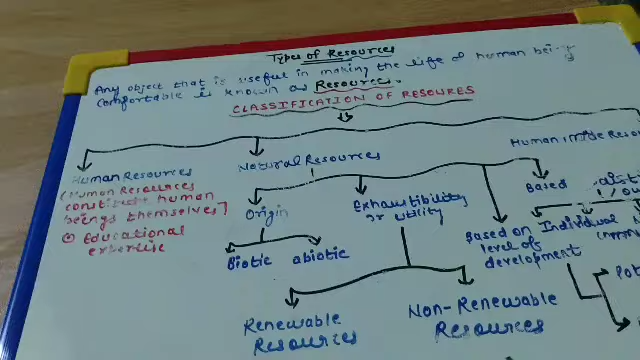 Types of Resources
Any object that is useful in making the life of human being
comfortable is known as Resources.
CLASSIFICATION OF RESOURES
Human Resources
Natural Resources
Human made Reso
(Human Resources
constitute human
beings themselves)
Educational
expertise
Origin
Exhaustibility
or utility
Based
Biotic abiotic
Based on
level of
development
Individual
Renewable
Resources
Non-Renewable
Resources
Pot